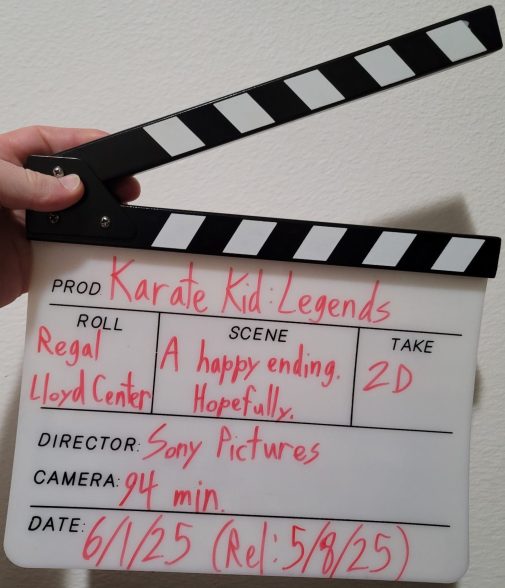 PROD Karate Kid: Legends
ROLL SCENE TAKE
Regal A happy ending. 2D
Lloyd Center Hopefully.
DIRECTOR: Sony Pictures
CAMERA: 94 min.
DATE: 6/1/25 (Rel: 5/8/25)